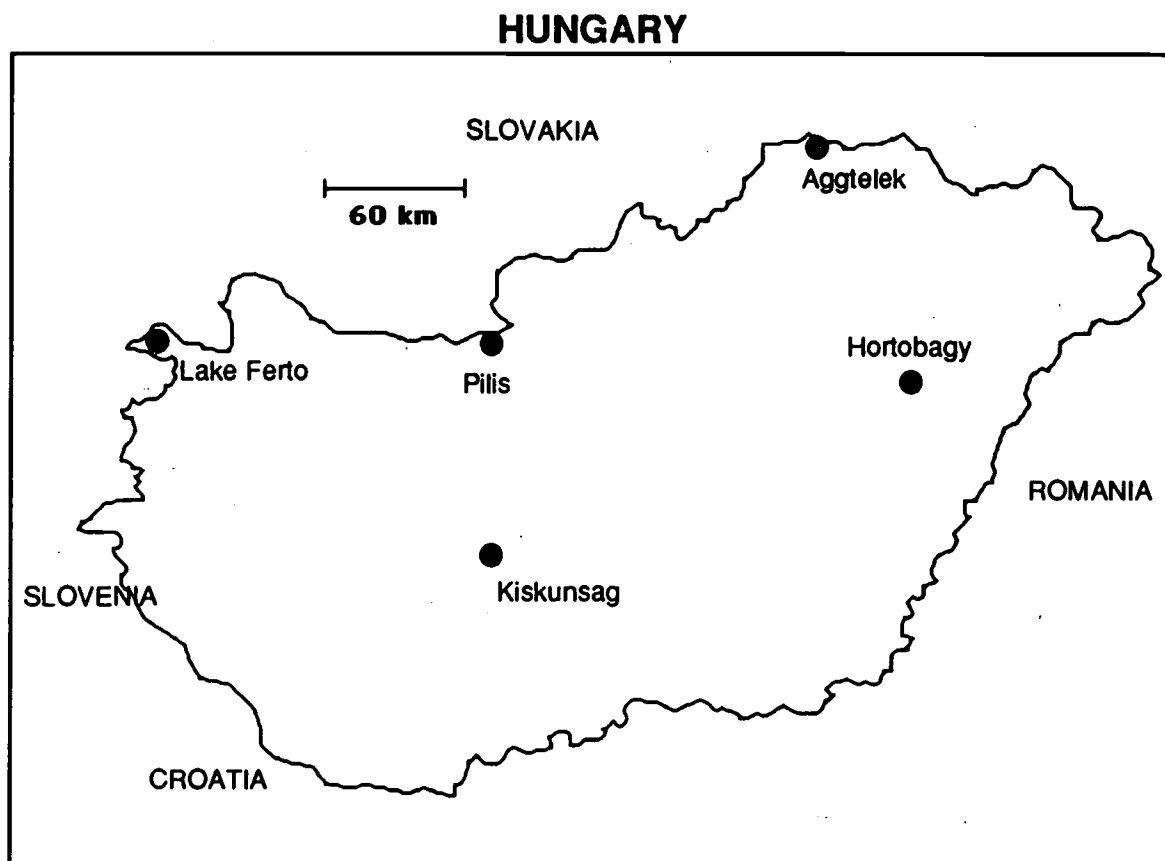 HUNGARY
SLOVAKIA
Aggtelek
60 km
Lake Ferto
Pilis
Hortobagy
ROMANIA
Kiskunsag
SLOVENIA
CROATIA